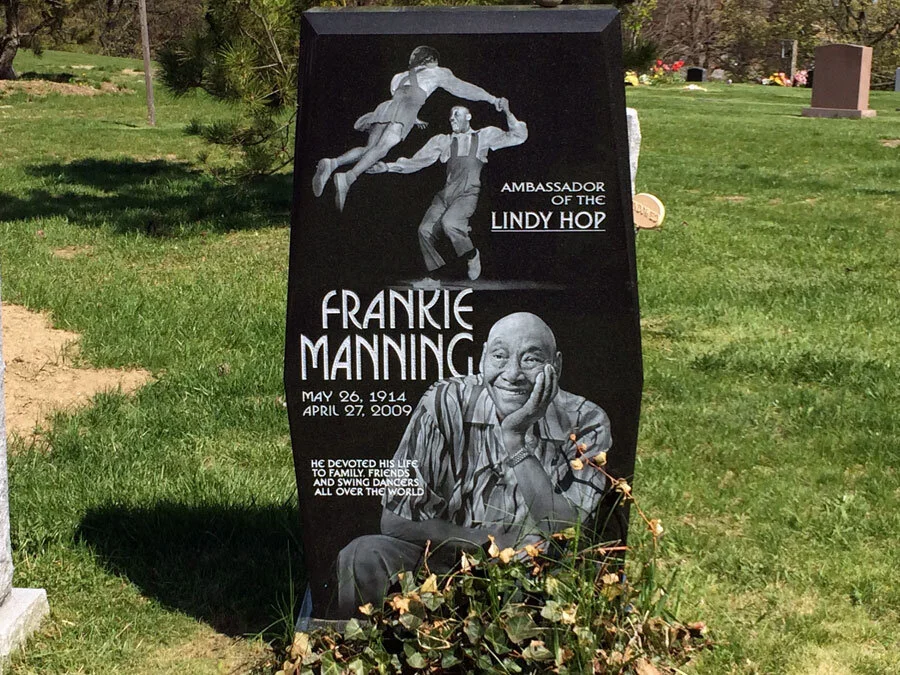 AMBASSADOR
OF THE
LINDY HOP
FRANKIE
MANNING
MAY 26, 1914
APRIL 27, 2009
HE DEVOTED HIS LIFE
TO FAMILY, FRIENDS
AND SWING DANCERS
ALL OVER THE WORLD